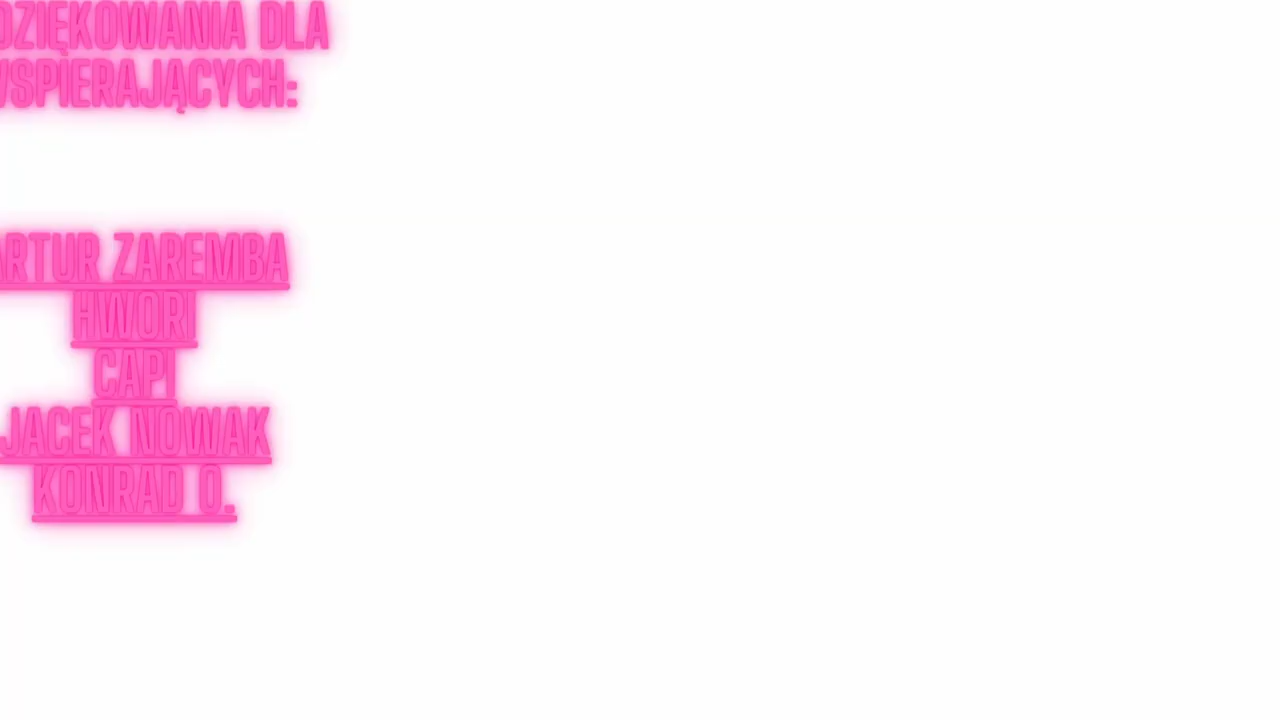 DZIĘKOWANIA DLA
WSPIERAJĄCYCH:
ARTUR ZAREMBA
HWORI
CAPI
JACEK NOWAK
KONRAD O.